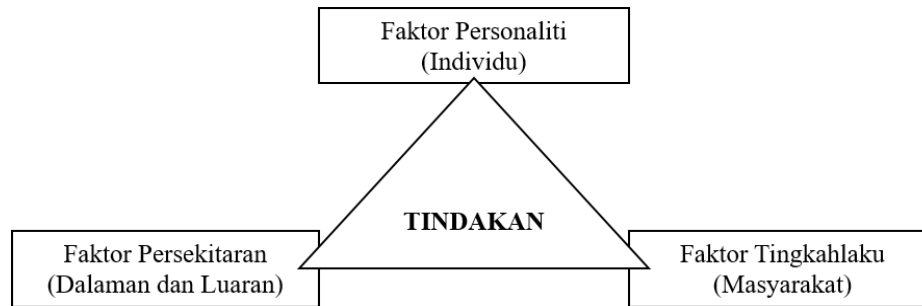 Faktor Personaliti
(Individu)
TINDAKAN
Faktor Persekitaran
(Dalaman dan Luaran)
Faktor Tingkahlaku
(Masyarakat)